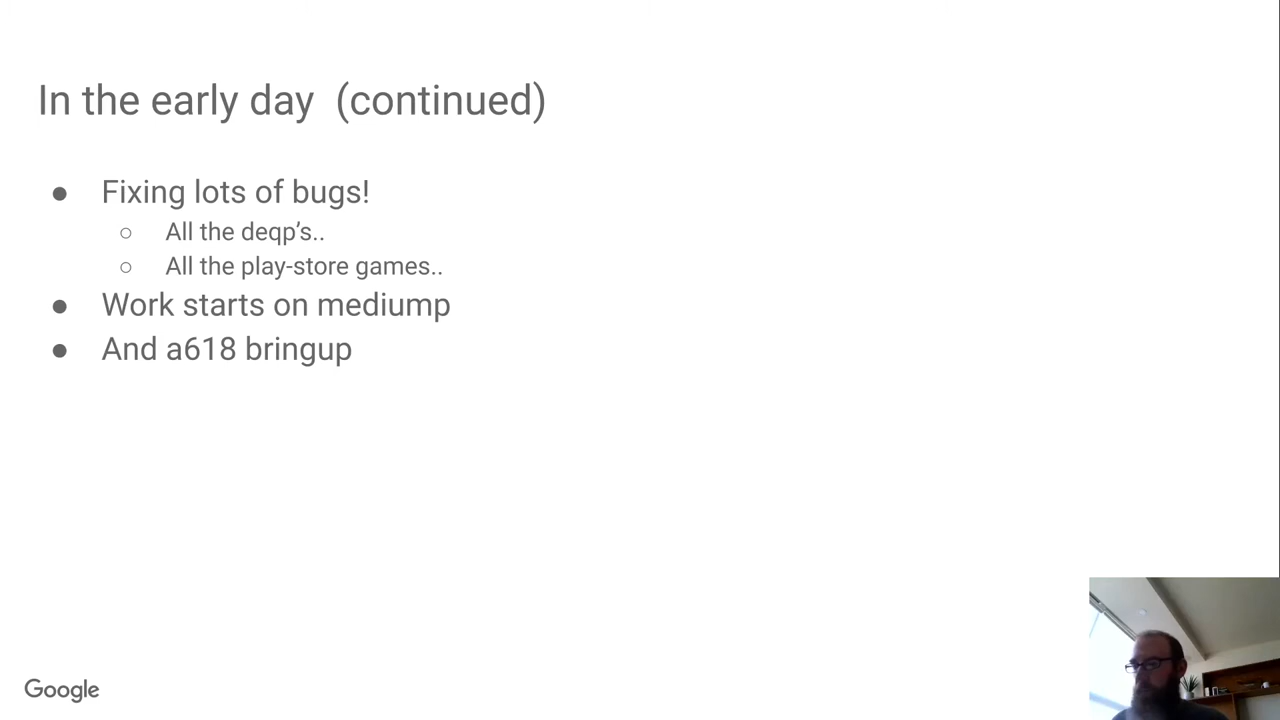 In the early day (continued)
● Fixing lots of bugs!
○ All the deqp’s..
○ All the play-store games..
● Work starts on mediump
● And a618 bringup
Google